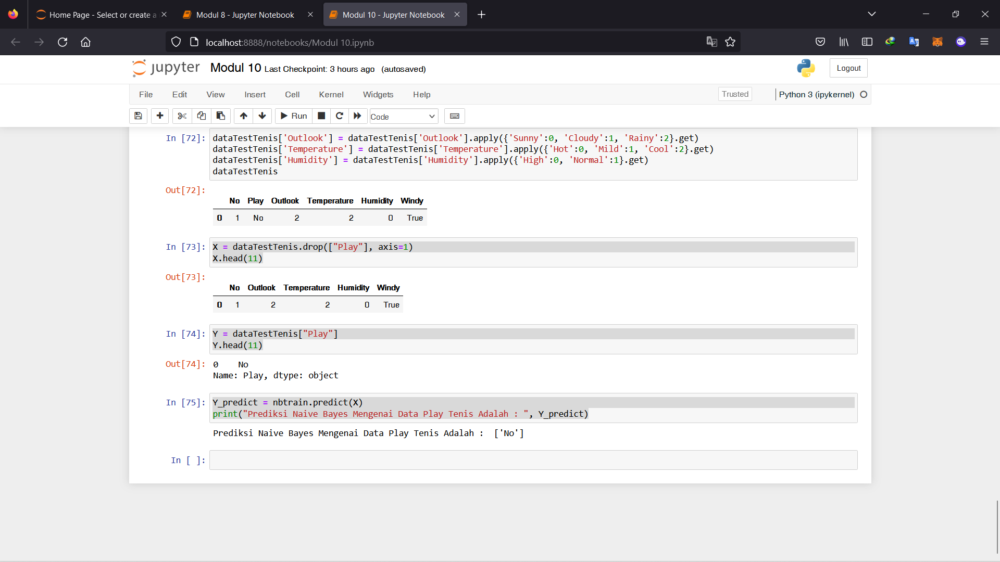 Home Page - Select or create a
Modul 8 - Jupyter Notebook
Modul 10 - Jupyter Notebook
localhost:8888/notebooks/Modul 10.ipynb
jupyter Modul 10 Last Checkpoint: 3 hours ago (autosaved)
Logout
File Edit View Insert Cell Kernel Widgets Help
Trusted
Python 3 (ipykernel)
Run
Code
In [72]: dataTestTenis['Outlook'] = dataTestTenis['Outlook'].apply({'Sunny':0, 'Cloudy':1, 'Rainy':2}.get)
dataTestTenis['Temperature'] = dataTestTenis['Temperature'].apply({'Hot':0, 'Mild':1, 'Cool':2}.get)
dataTestTenis['Humidity'] = dataTestTenis['Humidity'].apply({'High':0, 'Normal':1}.get)
dataTestTenis
Out[72]:
No Play Outlook Temperature Humidity Windy
0 1 No 2 2 0 True
In [73]: X = dataTestTenis.drop(["Play"], axis=1)
X.head(11)
Out[73]:
No Outlook Temperature Humidity Windy
0 1 2 2 0 True
In [74]: Y = dataTestTenis["Play"]
Y.head(11)
Out[74]: 0    No
Name: Play, dtype: object
In [75]: Y_predict = nbtrain.predict(X)
print("Prediksi Naive Bayes Mengenai Data Play Tenis Adalah : ", Y_predict)
Prediksi Naive Bayes Mengenai Data Play Tenis Adalah :  ['No']
In [ ]: